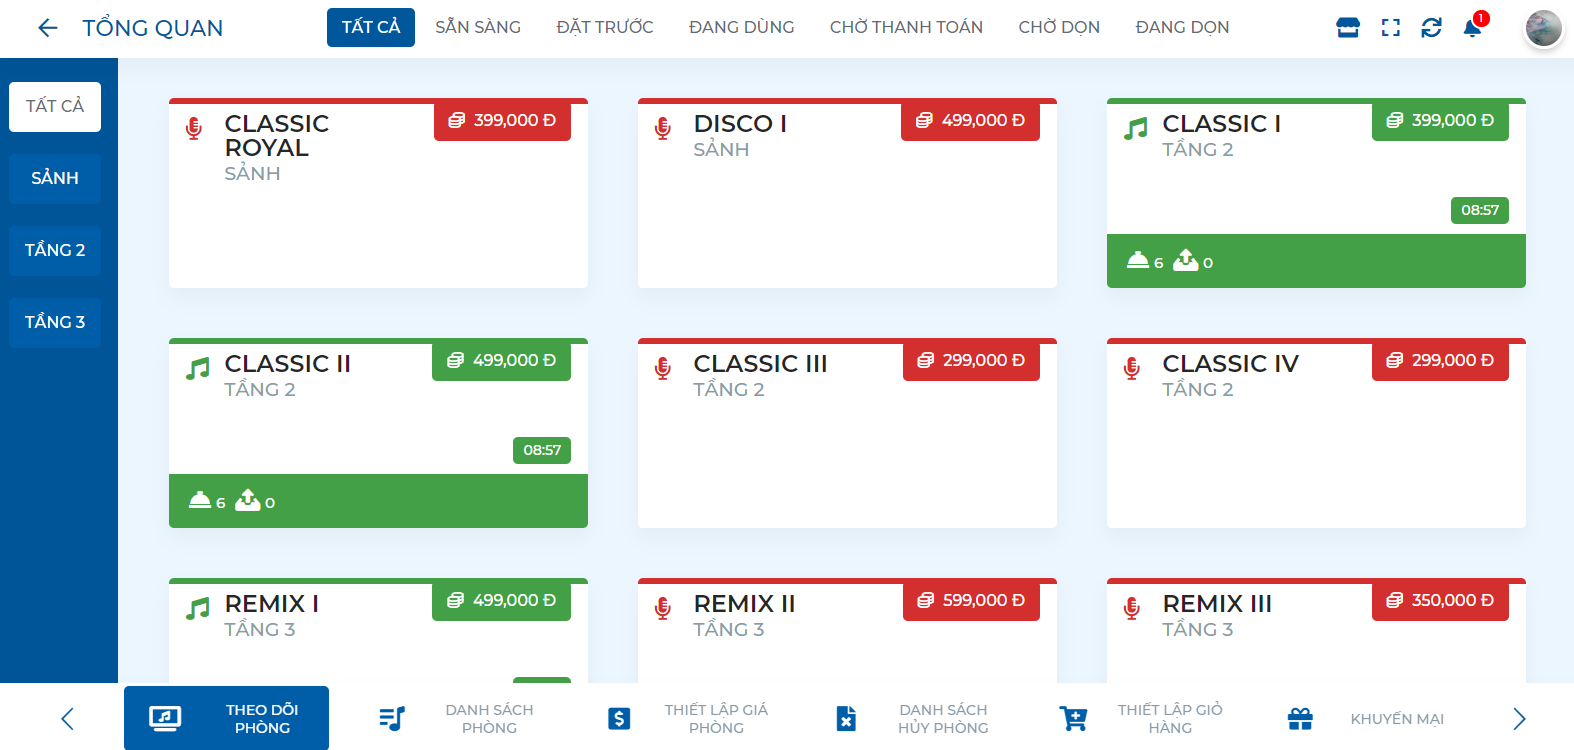 TỔNG QUAN
TẤT CẢ
SẴN SÀNG
ĐẶT TRƯỚC
ĐANG DÙNG
CHỜ THANH TOÁN
CHỜ DỌN
ĐANG DỌN
1
TẤT CẢ
SẢNH
TẦNG 2
TẦNG 3
CLASSIC
ROYAL
SẢNH
399,000 Đ
DISCO I
SẢNH
499,000 Đ
CLASSIC I
TẦNG 2
399,000 Đ
08:57
6 0
CLASSIC II
TẦNG 2
499,000 Đ
08:57
6 0
CLASSIC III
TẦNG 2
299,000 Đ
CLASSIC IV
TẦNG 2
299,000 Đ
REMIX I
TẦNG 3
499,000 Đ
REMIX II
TẦNG 3
599,000 Đ
REMIX III
TẦNG 3
350,000 Đ
THEO DÕI
PHÒNG
DANH SÁCH
PHÒNG
THIẾT LẬP GIÁ
PHÒNG
DANH SÁCH
HỦY PHÒNG
THIẾT LẬP GIỎ
HÀNG
KHUYẾN MẠI